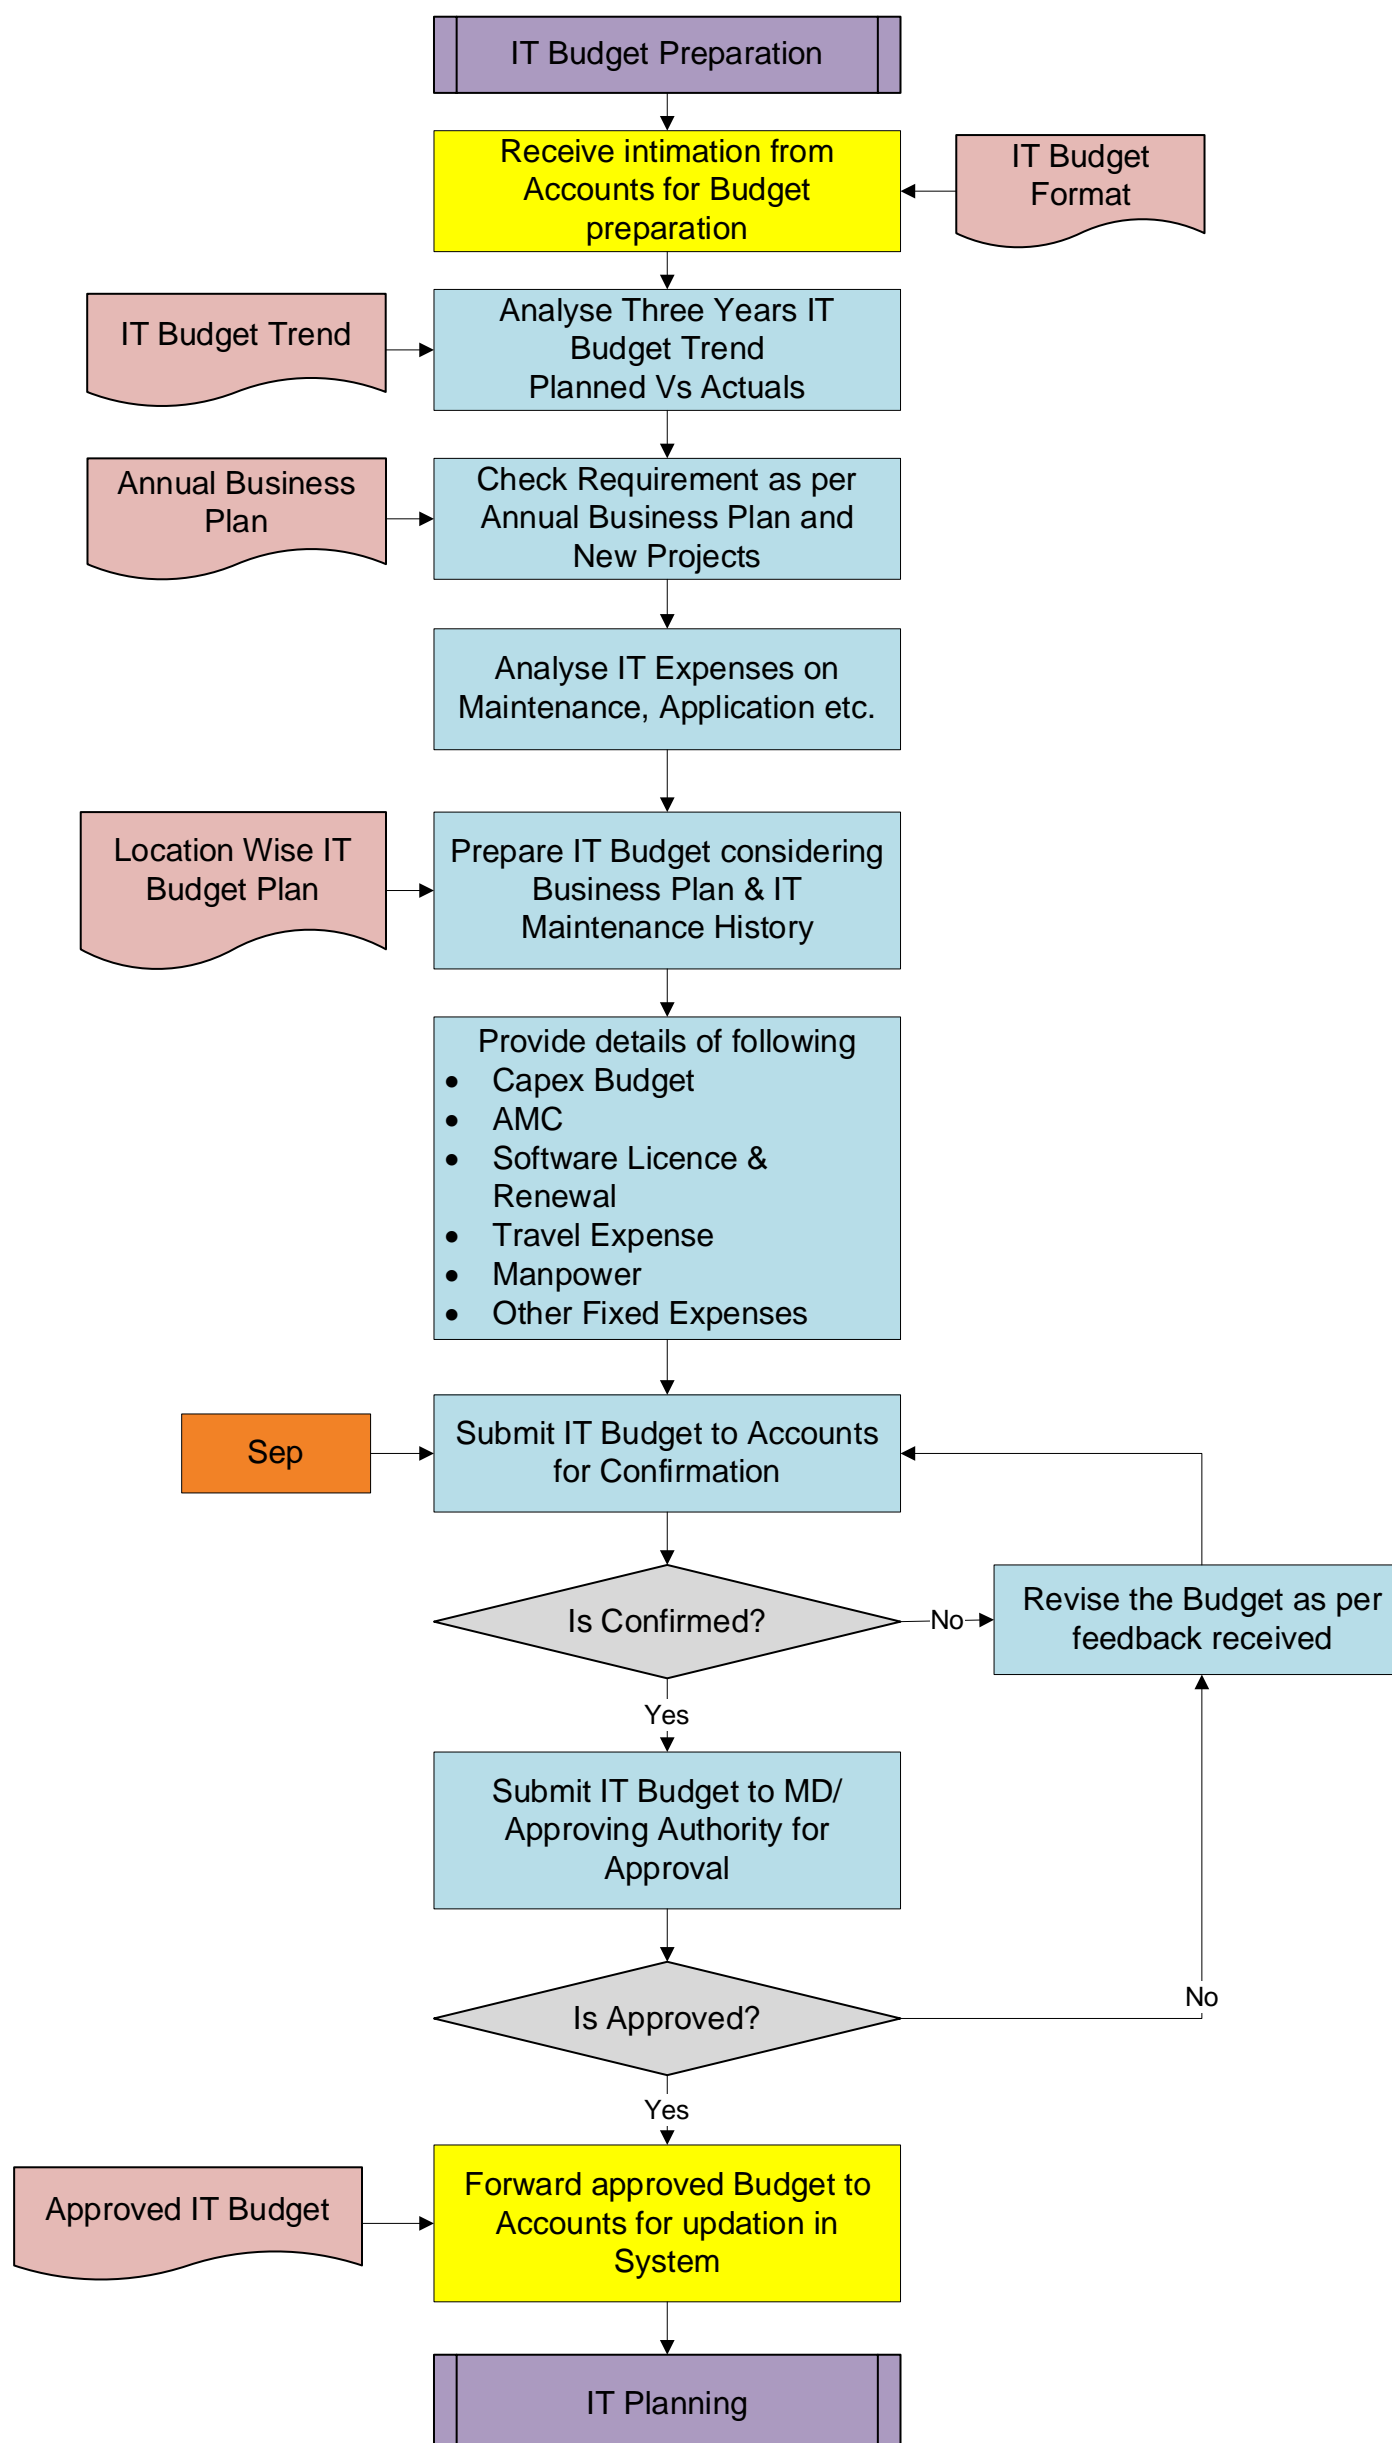 IT Budget Preparation
Receive intimation from
Accounts for Budget
preparation
IT Budget
Format
IT Budget Trend
Analyse Three Years IT
Budget Trend
Planned Vs Actuals
Annual Business
Plan
Check Requirement as per
Annual Business Plan and
New Projects
Analyse IT Expenses on
Maintenance, Application etc.
Location Wise IT
Budget Plan
Prepare IT Budget considering
Business Plan & IT
Maintenance History
Provide details of following
• Capex Budget
• AMC
• Software Licence &
Renewal
• Travel Expense
• Manpower
• Other Fixed Expenses
Sep
Submit IT Budget to Accounts
for Confirmation
Is Confirmed?
No
Revise the Budget as per
feedback received
Yes
Submit IT Budget to MD/
Approving Authority for
Approval
Is Approved?
No
Yes
Approved IT Budget
Forward approved Budget to
Accounts for updation in
System
IT Planning